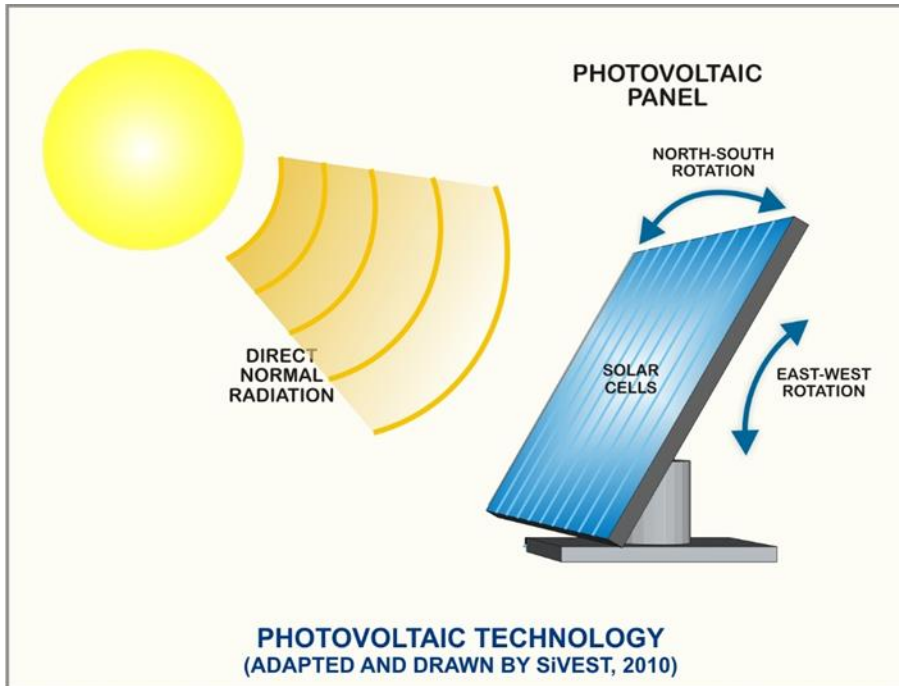 PHOTOVOLTAIC
PANEL
NORTH-SOUTH
ROTATION
DIRECT
NORMAL
RADIATION
SOLAR
CELLS
EAST-WEST
ROTATION
PHOTOVOLTAIC TECHNOLOGY
(ADAPTED AND DRAWN BY SiVEST, 2010)